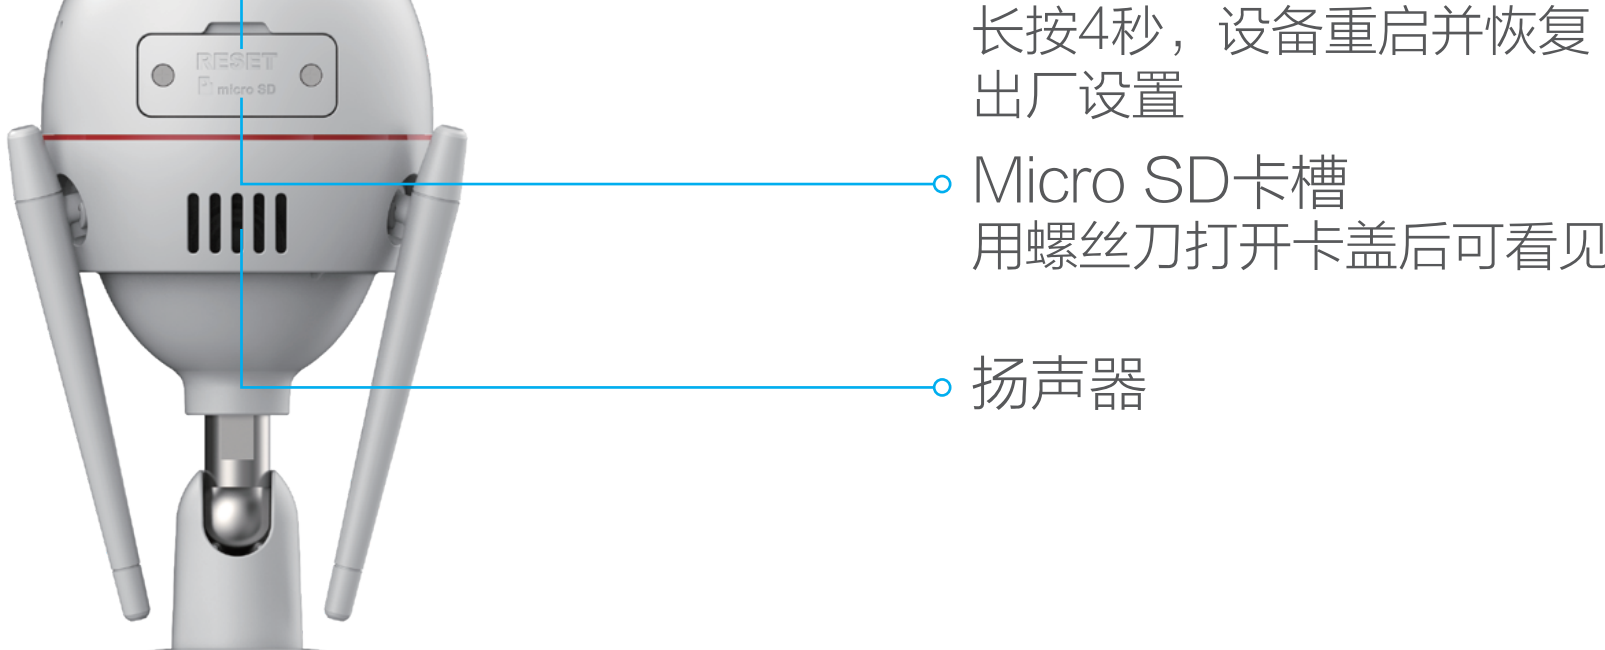 RESET
micro SD
长按4秒，设备重启并恢复
出厂设置
Micro SD卡槽
用螺丝刀打开卡盖后可看见
扬声器